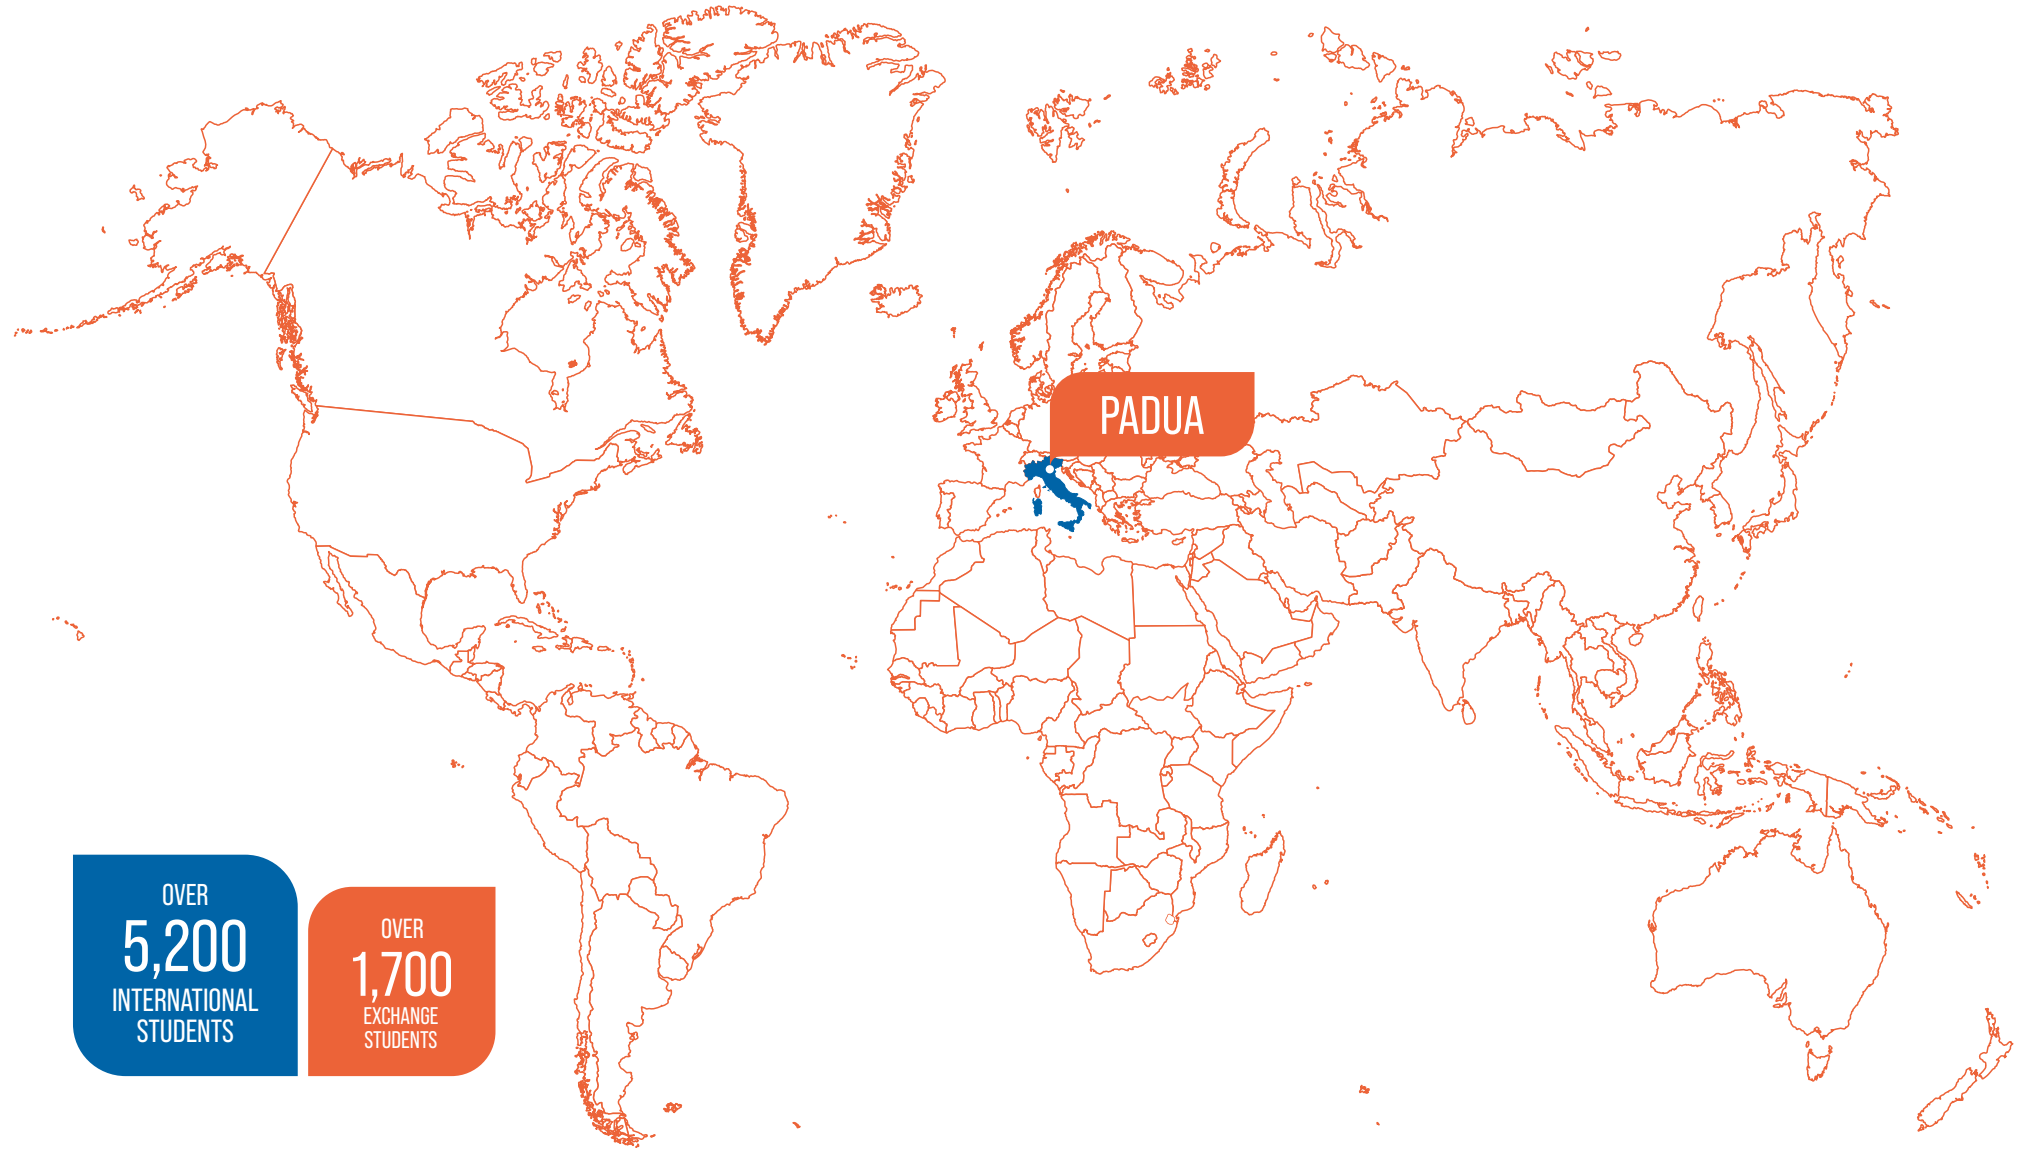 PADUA
OVER
5,200
INTERNATIONAL
STUDENTS
OVER
1,700
EXCHANGE
STUDENTS